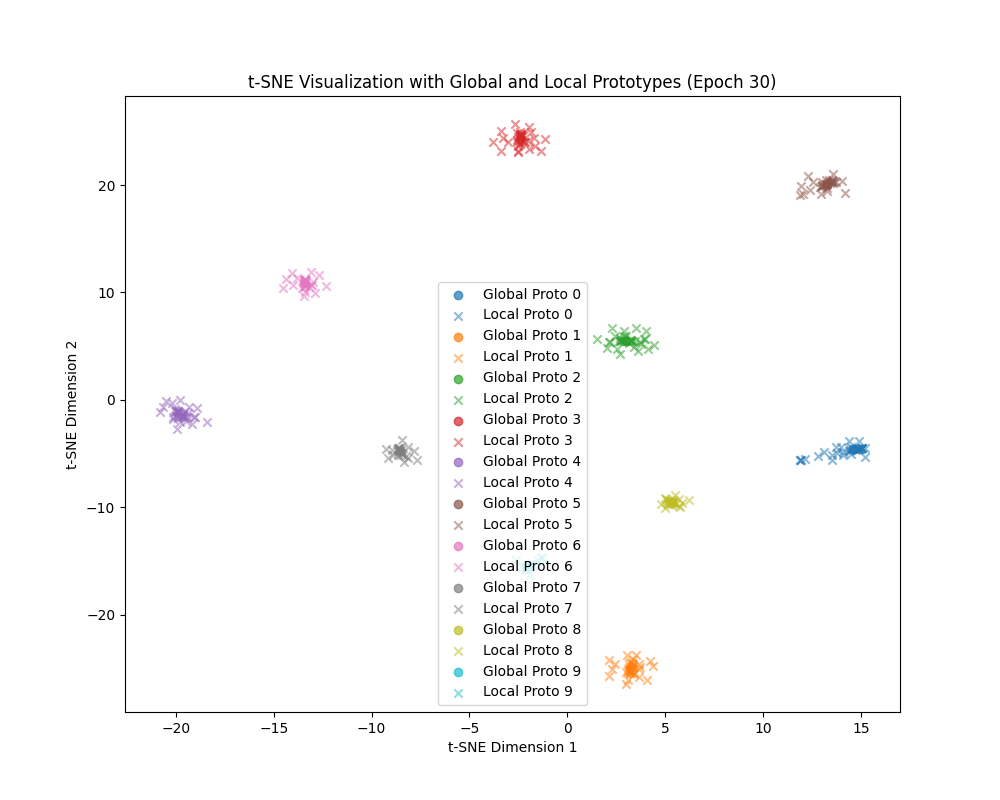 t-SNE Visualization with Global and Local Prototypes (Epoch 30)
t-SNE Dimension 2
20
10
0
−10
−20
Global Proto 0
Local Proto 0
Global Proto 1
Local Proto 1
Global Proto 2
Local Proto 2
Global Proto 3
Local Proto 3
Global Proto 4
Local Proto 4
Global Proto 5
Local Proto 5
Global Proto 6
Local Proto 6
Global Proto 7
Local Proto 7
Global Proto 8
Local Proto 8
Global Proto 9
Local Proto 9
−20 −15 −10 −5 0 5 10 15
t-SNE Dimension 1